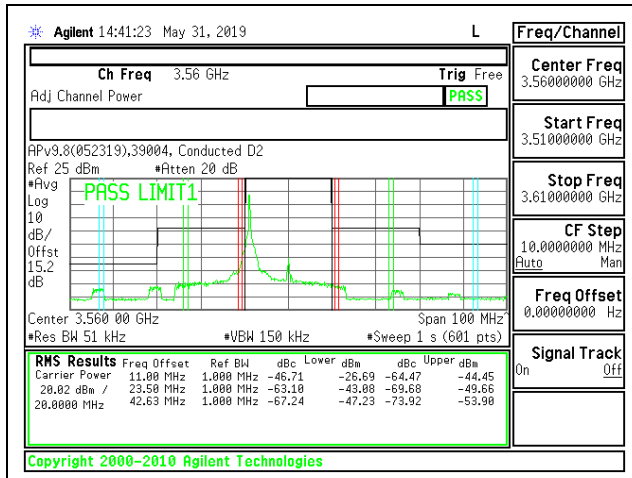 Agilent 14:41:23 May 31, 2019 L
Freq/Channel
Ch Freq 3.56 GHz Trig Free
Adj Channel Power PASS
APv9.8(052319),39004, Conducted D2
Ref 25 dBm #Atten 20 dB
#Avg
Log
10
dB/
Offst
15.2
dB
PASS LIMIT1
Center 3.560 00 GHz Span 100 MHz
#Res BW 51 kHz #VBW 150 kHz #Sweep 1 s (601 pts)
RMS Results Freq Offset Ref BW dBc Lower dBm dBc Upper dBm
Carrier Power 11.00 MHz 1.000 MHz -46.71 -26.69 -64.47 -44.45
20.02 dBm / 23.50 MHz 1.000 MHz -63.10 -43.08 -69.68 -49.66
20.0000 MHz 42.63 MHz 1.000 MHz -67.24 -47.23 -73.92 -53.90
Copyright 2000-2010 Agilent Technologies
Center Freq
3.56000000 GHz
Start Freq
3.51000000 GHz
Stop Freq
3.61000000 GHz
CF Step
10.0000000 MHz
Auto Man
Freq Offset
0.00000000 Hz
Signal Track
On Off